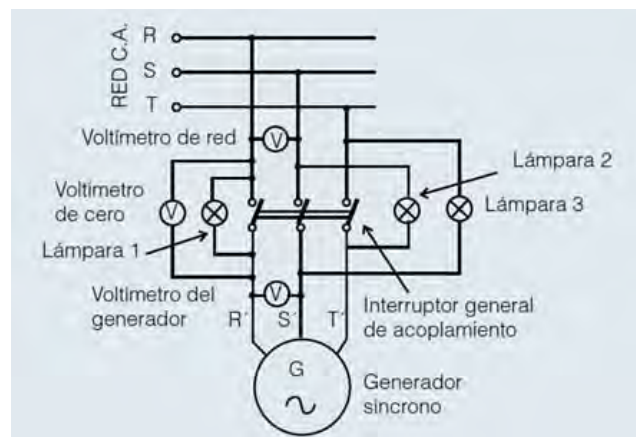 RED C.A.
R
S
T
Voltímetro de red
V
Lámpara 2
Voltímetro
de cero
V
Lámpara 3
Lámpara 1
Voltimetro del
generador
V
R´
S´
T´
Interruptor general
de acoplamiento
G
Generador
síncrono